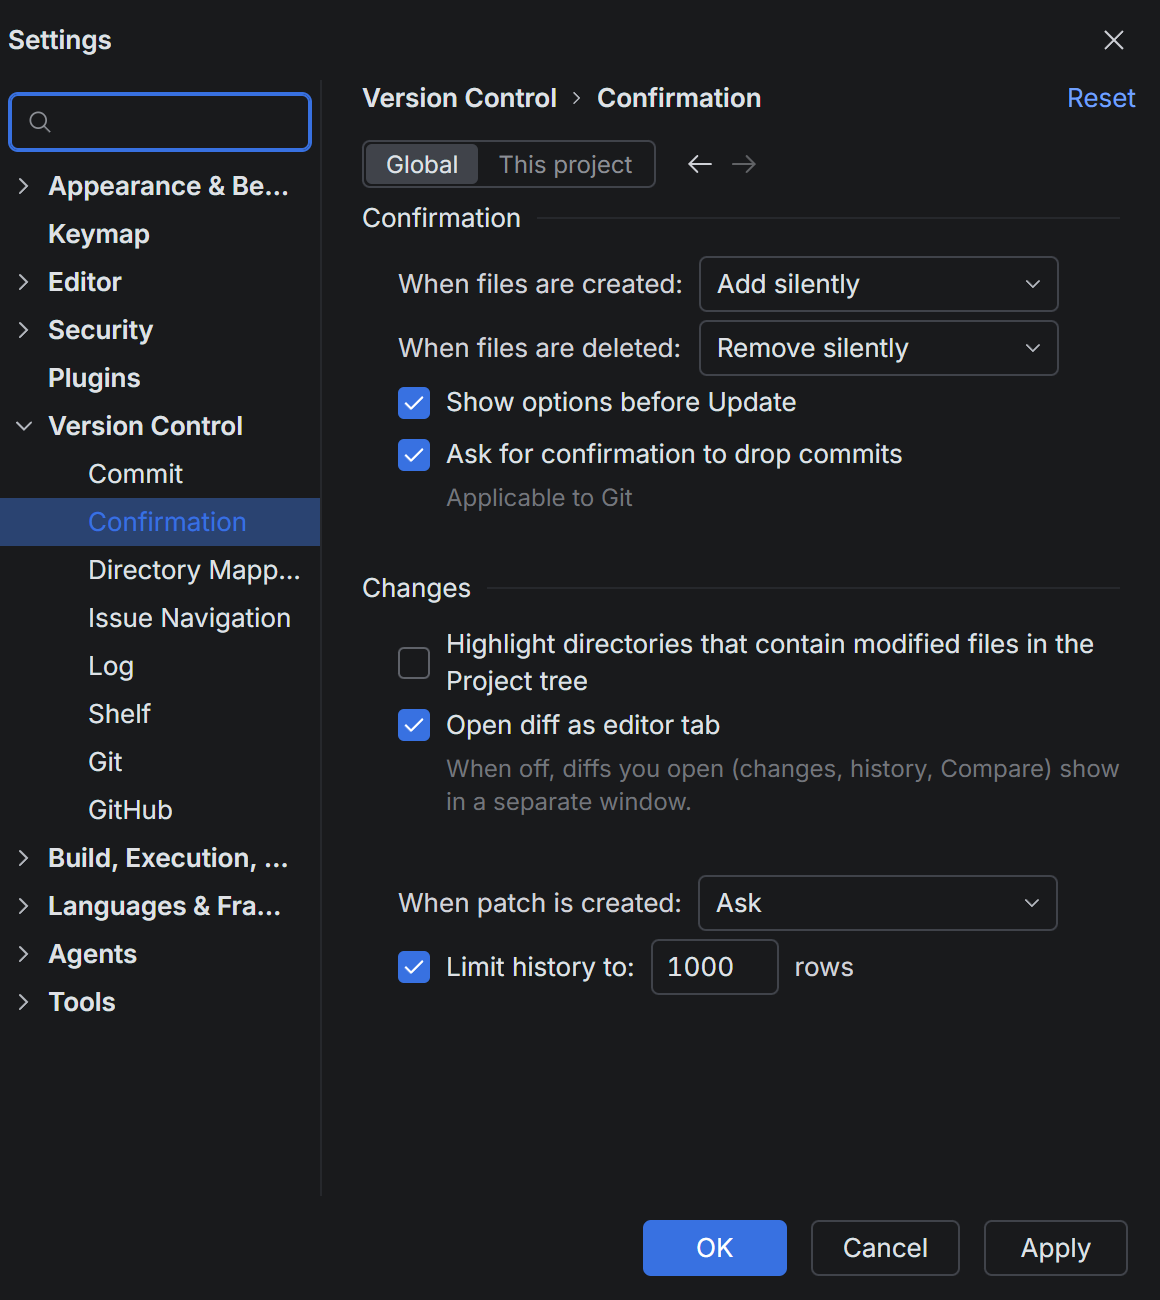 Settings
Appearance & Be...
Keymap
Editor
Security
Plugins
Version Control
Commit
Confirmation
Directory Mapp...
Issue Navigation
Log
Shelf
Git
GitHub
Build, Execution, ...
Languages & Fra...
Agents
Tools
Version Control › Confirmation
Reset
Global This project
Confirmation
When files are created: Add silently
When files are deleted: Remove silently
Show options before Update
Ask for confirmation to drop commits
Applicable to Git
Changes
Highlight directories that contain modified files in the
Project tree
Open diff as editor tab
When off, diffs you open (changes, history, Compare) show
in a separate window.
When patch is created: Ask
Limit history to: 1000 rows
OK Cancel Apply